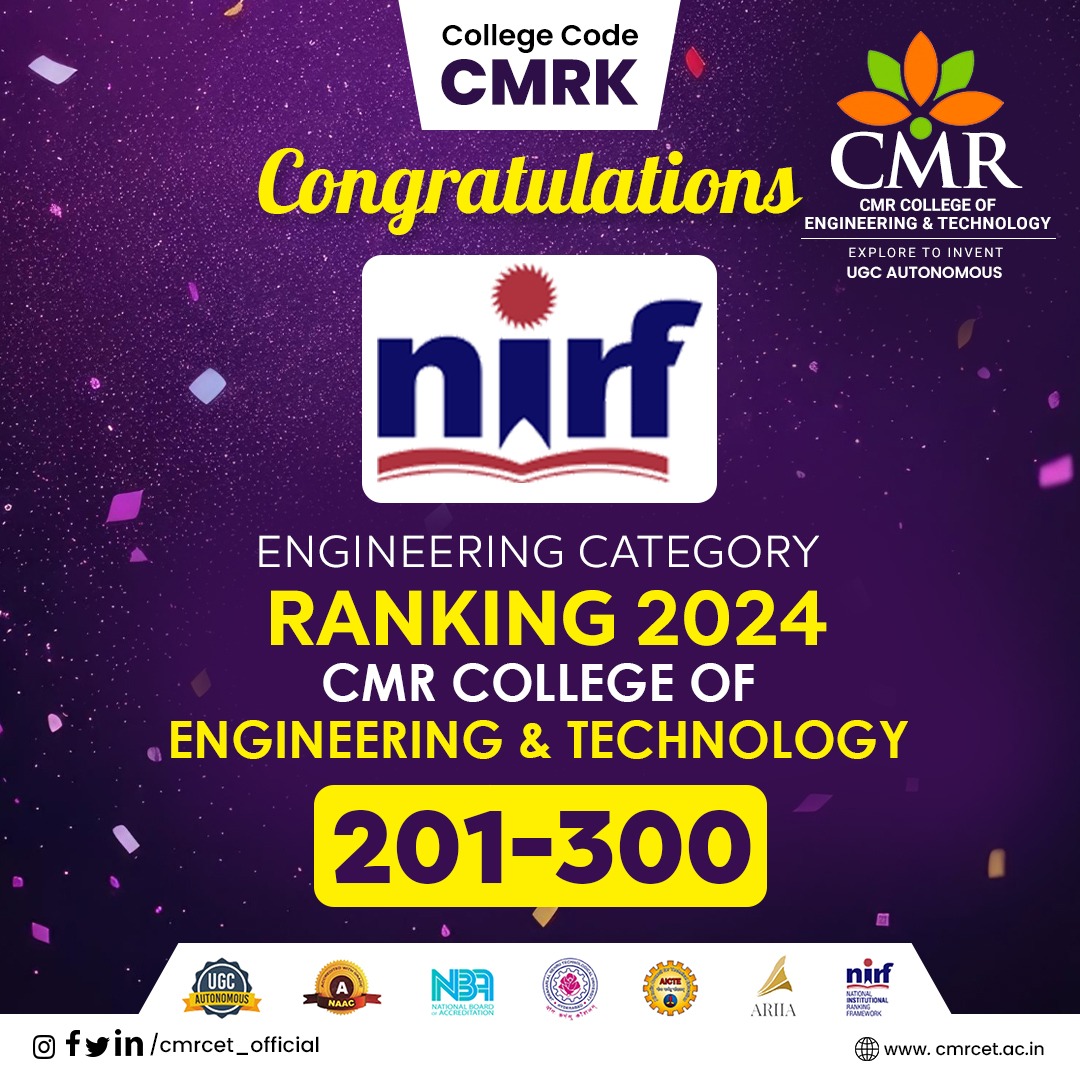 College Code
CMRK
Congratulations
CMR
CMR COLLEGE OF
ENGINEERING & TECHNOLOGY
EXPLORE TO INVENT
UGC AUTONOMOUS
nirf
ENGINEERING CATEGORY
RANKING 2024
CMR COLLEGE OF
ENGINEERING & TECHNOLOGY
201-300
UGC
AUTONOMOUS
A
NAAC
NBA
NATIONAL BOARD
of ACCREDITATION
AICTE
ARIIA
nirf
NATIONAL
INSTITUTIONAL
RANKING
FRAMEWORK
/cmrcet_official
www. cmrcet.ac.in